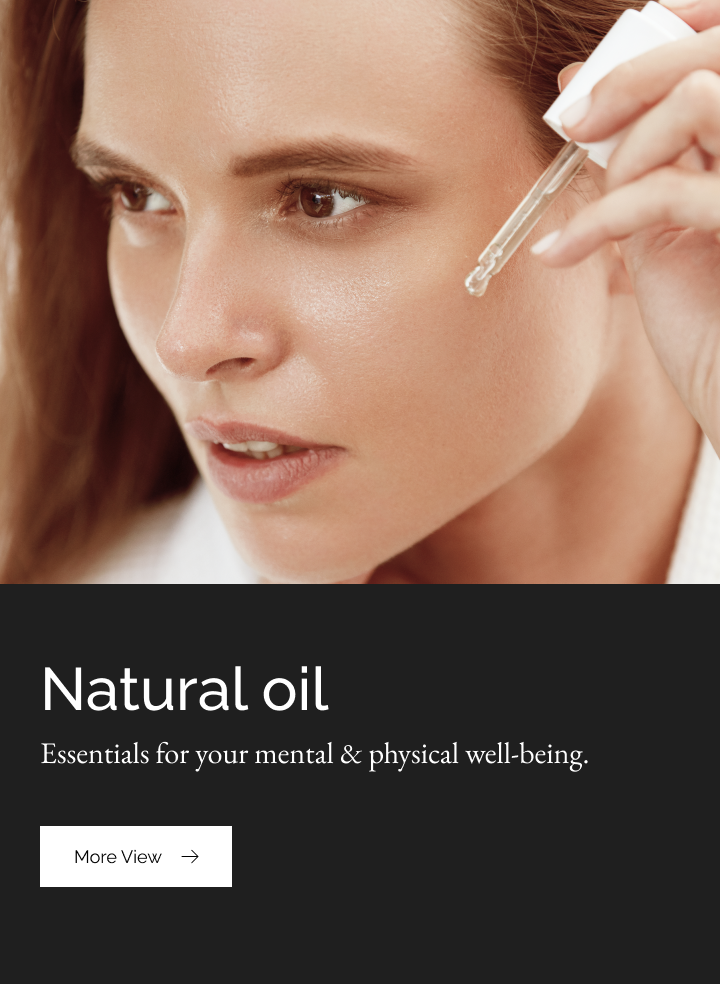 Natural oil
Essentials for your mental & physical well-being.
More View →